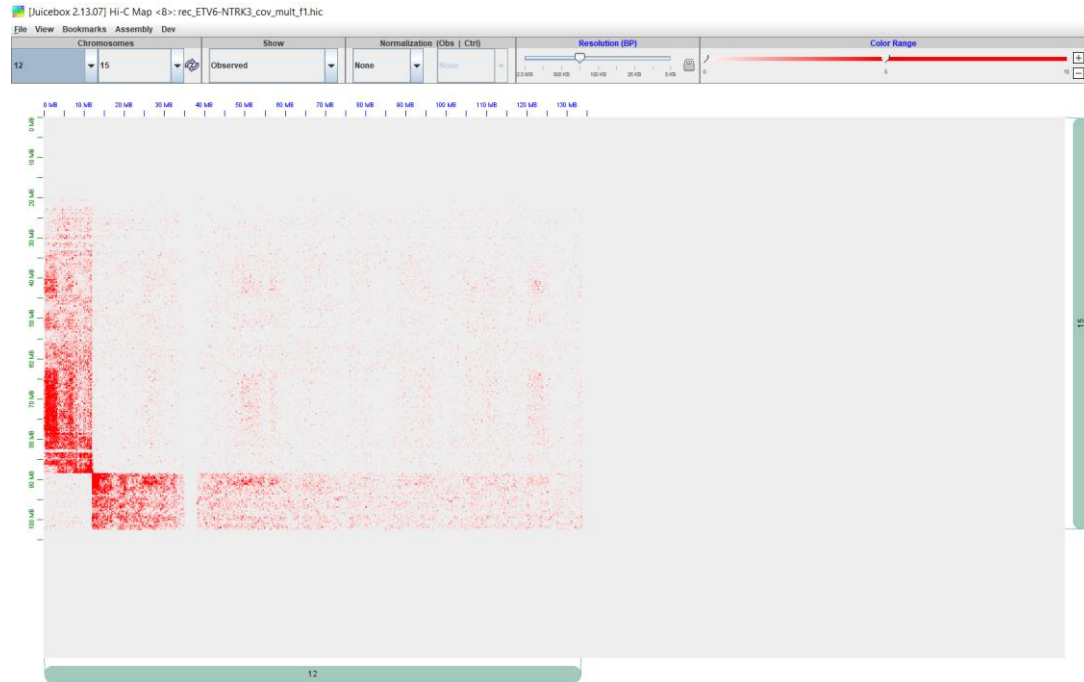 [Juicebox 2.13.07] Hi-C Map <8>: rec_ETV6-NTRK3_cov_mult_f1.hic
File View Bookmarks Assembly Dev
Chromosomes Show Normalization (Obs | Ctrl) Resolution (BP) Color Range
12 15 Observed None None
2.5 MB 500 KB 100 KB 25 KB 5 KB
0 5 10
0 MB 10 MB 20 MB 30 MB 40 MB 50 MB 60 MB 70 MB 80 MB 90 MB 100 MB 110 MB 120 MB 130 MB
0 MB
10 MB
20 MB
30 MB
40 MB
50 MB
60 MB
70 MB
80 MB
90 MB
100 MB
15
12